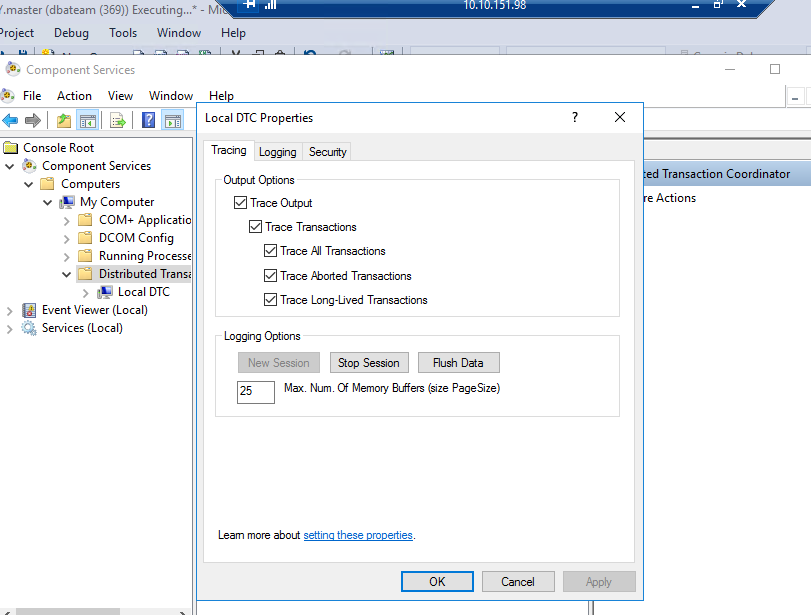 Y.master (dbateam (369)) Executing...* - Mic
10.10.151.98
Project Debug Tools Window Help
Component Services
File Action View Window Help
Console Root
Component Services
Computers
My Computer
COM+ Applicatio
DCOM Config
Running Processe
Distributed Transa
Local DTC
Event Viewer (Local)
Services (Local)
Local DTC Properties
Tracing Logging Security
Output Options
Trace Output
Trace Transactions
Trace All Transactions
Trace Aborted Transactions
Trace Long-Lived Transactions
Logging Options
New Session Stop Session Flush Data
25 Max. Num. Of Memory Buffers (size PageSize)
Learn more about setting these properties.
OK Cancel Apply
ted Transaction Coordinator
re Actions